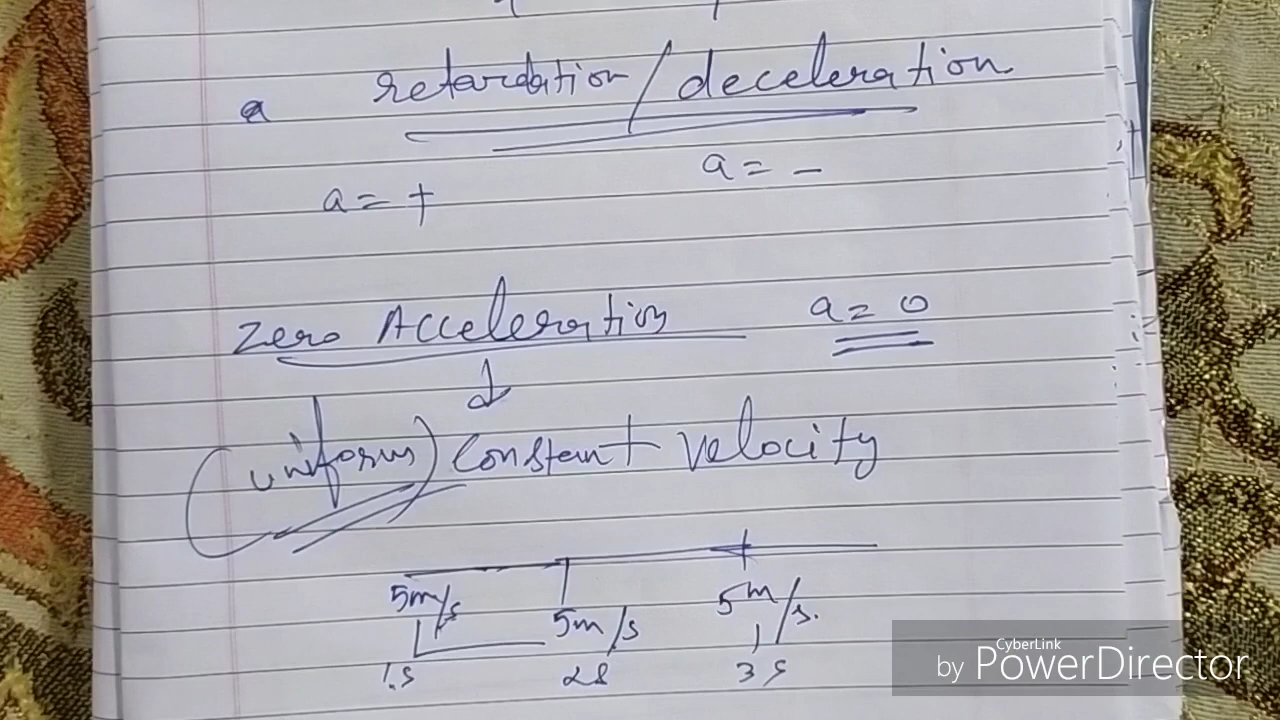 a retardation/deceleration
a = + a = -
Zero Acceleration a = 0
(uniform) Constant velocity
5m/s 5m/s 5m/s.
1s 2s 3s
CyberLink
by PowerDirector